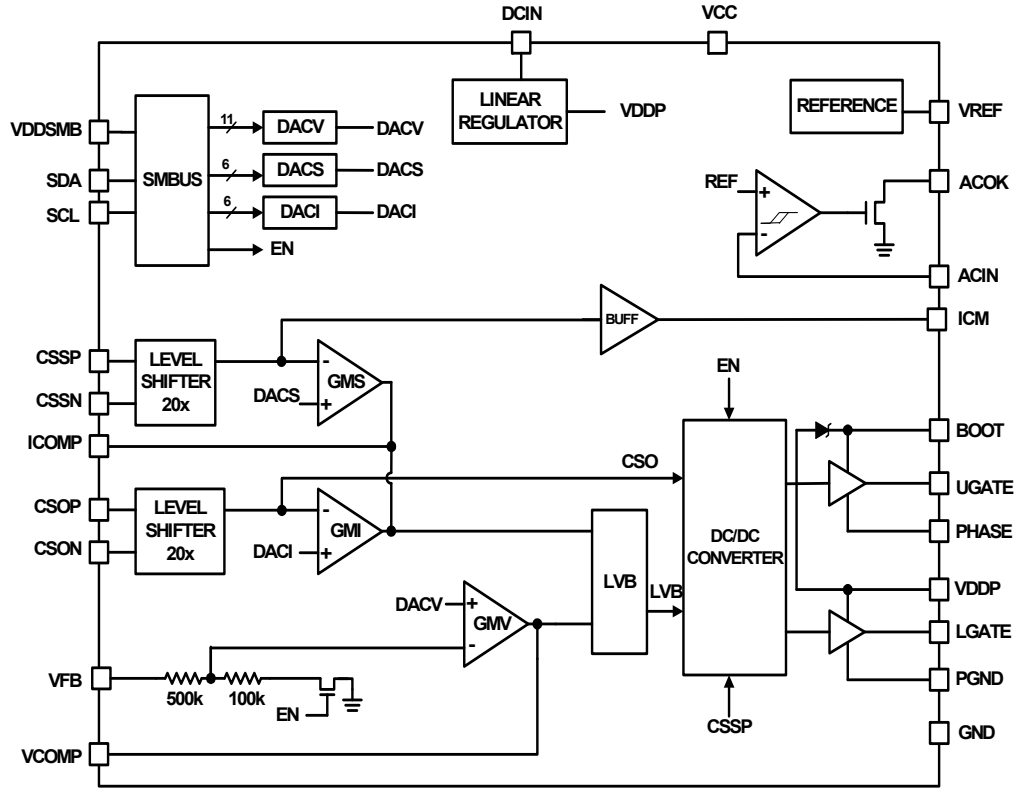 DCIN
VCC
VDDSMB
SDA
SCL
SMBUS
11
DACV
DACV
6
DACS
DACS
6
DACI
DACI
EN
LINEAR
REGULATOR
VDDP
REFERENCE
VREF
REF
+
-
ACOK
ACIN
BUFF
ICM
CSSP
CSSN
LEVEL
SHIFTER
20x
-
GMS
DACS
+
ICOMP
CSOP
CSON
LEVEL
SHIFTER
20x
-
GMI
DACI
+
CSO
EN
DC/DC
CONVERTER
CSSP
LVB
LVB
DACV
+
GMV
-
VFB
500k
100k
EN
VCOMP
BOOT
UGATE
PHASE
VDDP
LGATE
PGND
GND